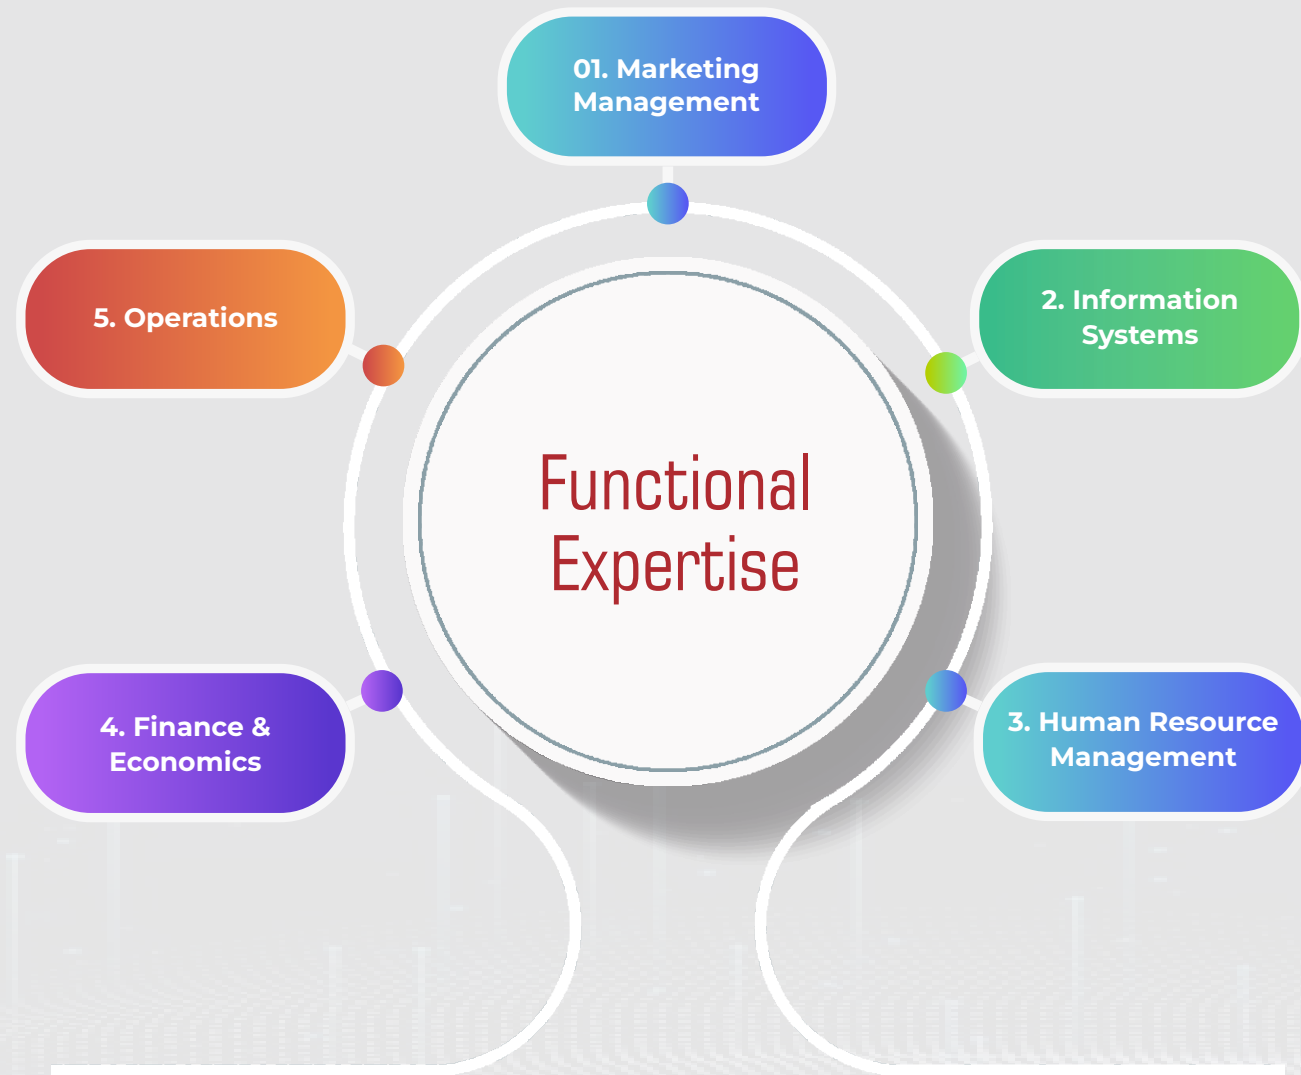 01. Marketing
Management
2. Information
Systems
3. Human Resource
Management
4. Finance &
Economics
5. Operations
Functional
Expertise